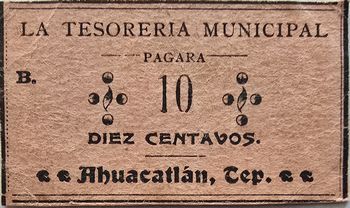 LA TESORERIA MUNICIPAL
PAGARA
B.
10
DIEZ CENTAVOS.
Ahuacatlán, Tep.